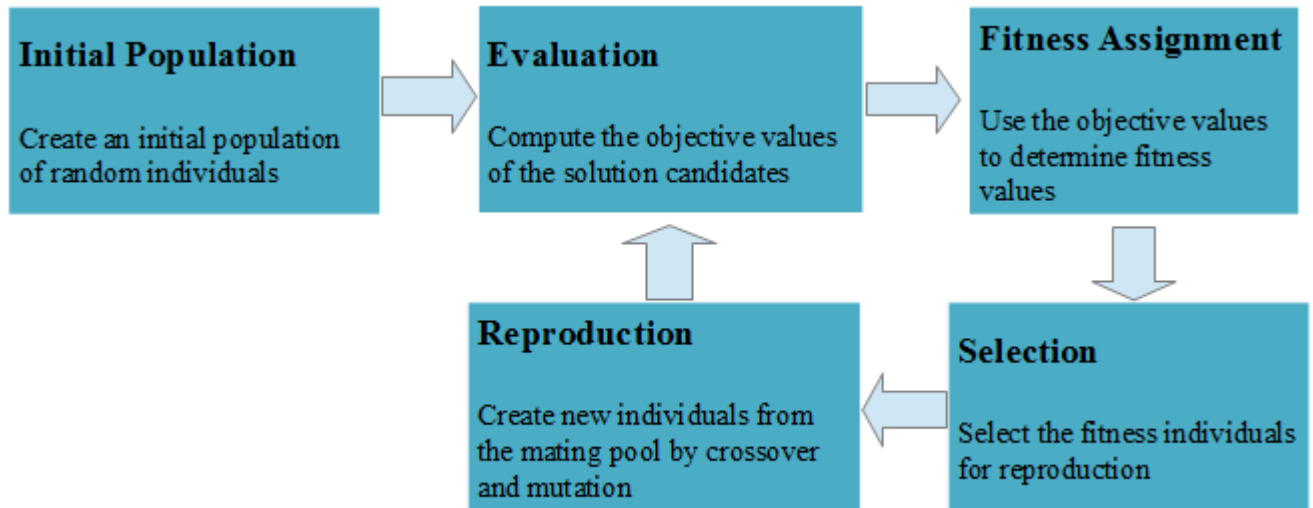 Initial Population
Create an initial population
of random individuals
Evaluation
Compute the objective values
of the solution candidates
Fitness Assignment
Use the objective values
to determine fitness
values
Selection
Select the fitness individuals
for reproduction
Reproduction
Create new individuals from
the mating pool by crossover
and mutation